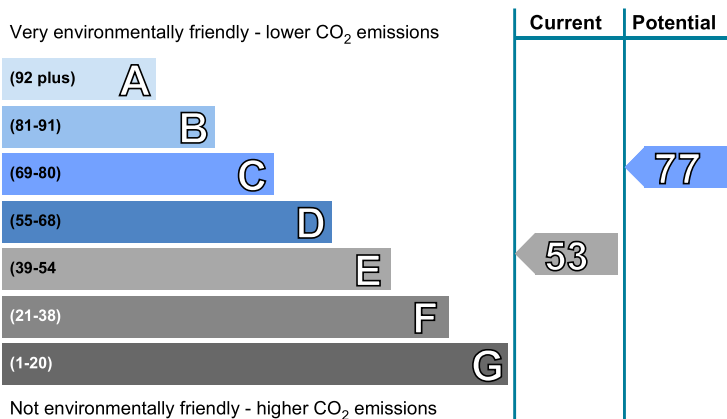 Very environmentally friendly - lower CO2 emissions
Current
Potential
(92 plus) A
(81-91) B
(69-80) C
77
(55-68) D
(39-54 E
53
(21-38) F
(1-20) G
Not environmentally friendly - higher CO2 emissions